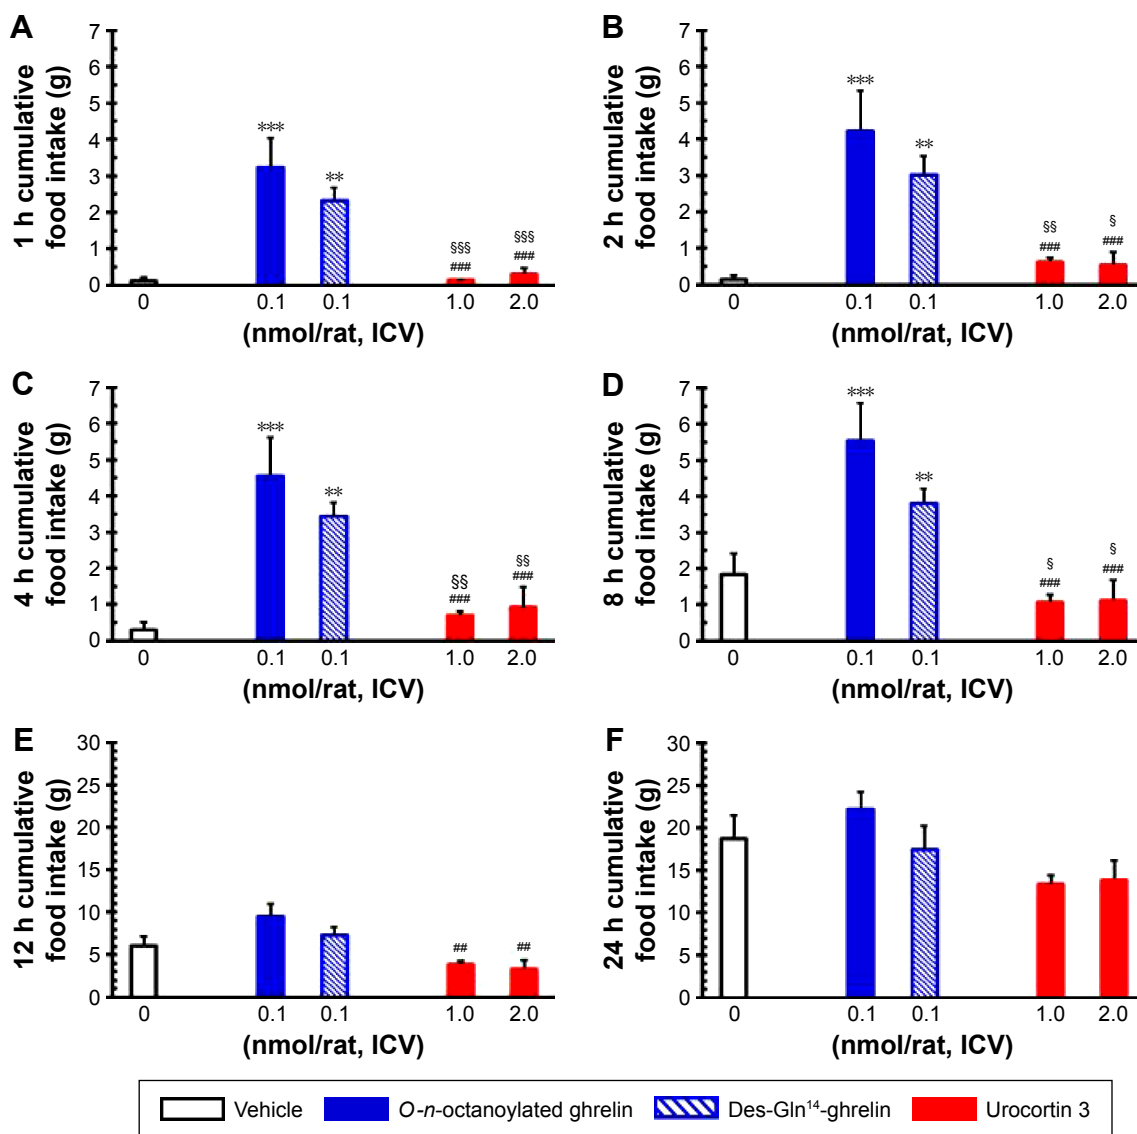 A
1 h cumulative
food intake (g)
7
6
5
4
3
2
1
0
***
**
§§§
###
§§§
###
0 0.1 0.1 1.0 2.0
(nmol/rat, ICV)
B
2 h cumulative
food intake (g)
7
6
5
4
3
2
1
0
***
**
§§
###
§
###
0 0.1 0.1 1.0 2.0
(nmol/rat, ICV)
C
4 h cumulative
food intake (g)
7
6
5
4
3
2
1
0
***
**
§§
###
§§
###
0 0.1 0.1 1.0 2.0
(nmol/rat, ICV)
D
8 h cumulative
food intake (g)
7
6
5
4
3
2
1
0
***
**
§
###
§
###
0 0.1 0.1 1.0 2.0
(nmol/rat, ICV)
E
12 h cumulative
food intake (g)
30
25
20
15
10
5
0
##
##
0 0.1 0.1 1.0 2.0
(nmol/rat, ICV)
F
24 h cumulative
food intake (g)
30
25
20
15
10
5
0
0 0.1 0.1 1.0 2.0
(nmol/rat, ICV)
Vehicle O-n-octanoylated ghrelin Des-Gln¹⁴-ghrelin Urocortin 3